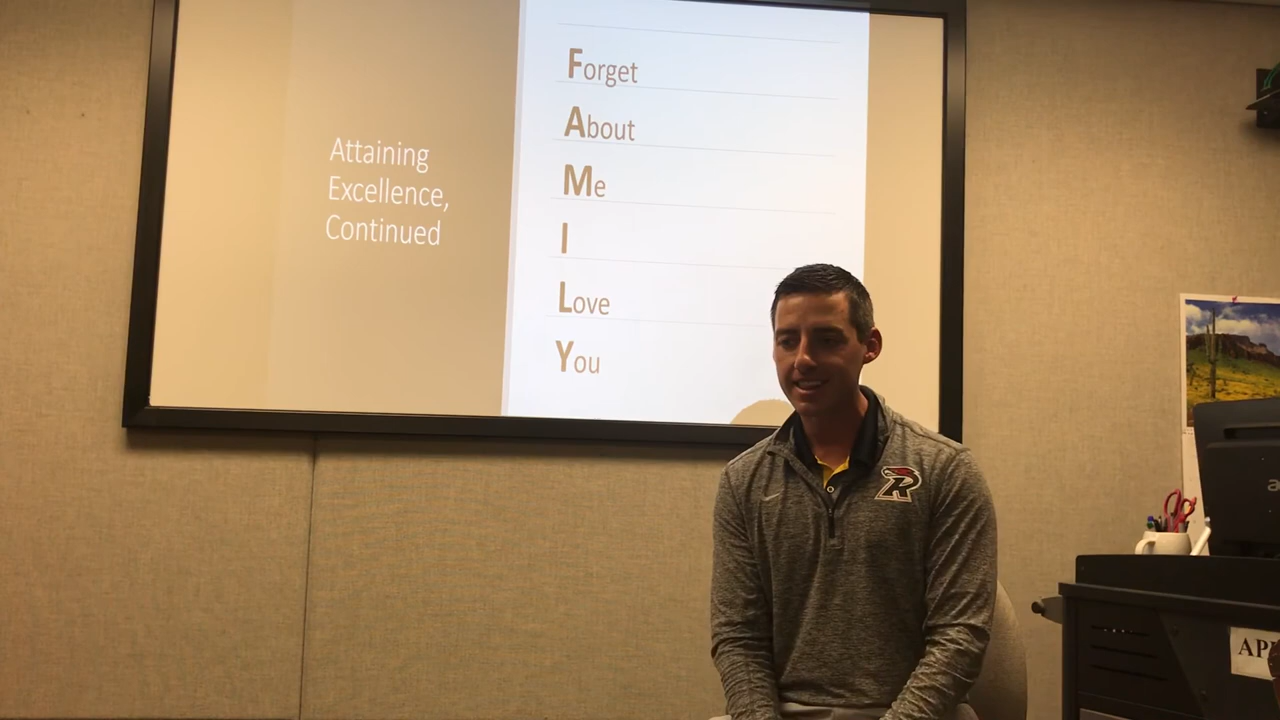 Attaining
Excellence,
Continued
Forget
About
Me
I
Love
You
R